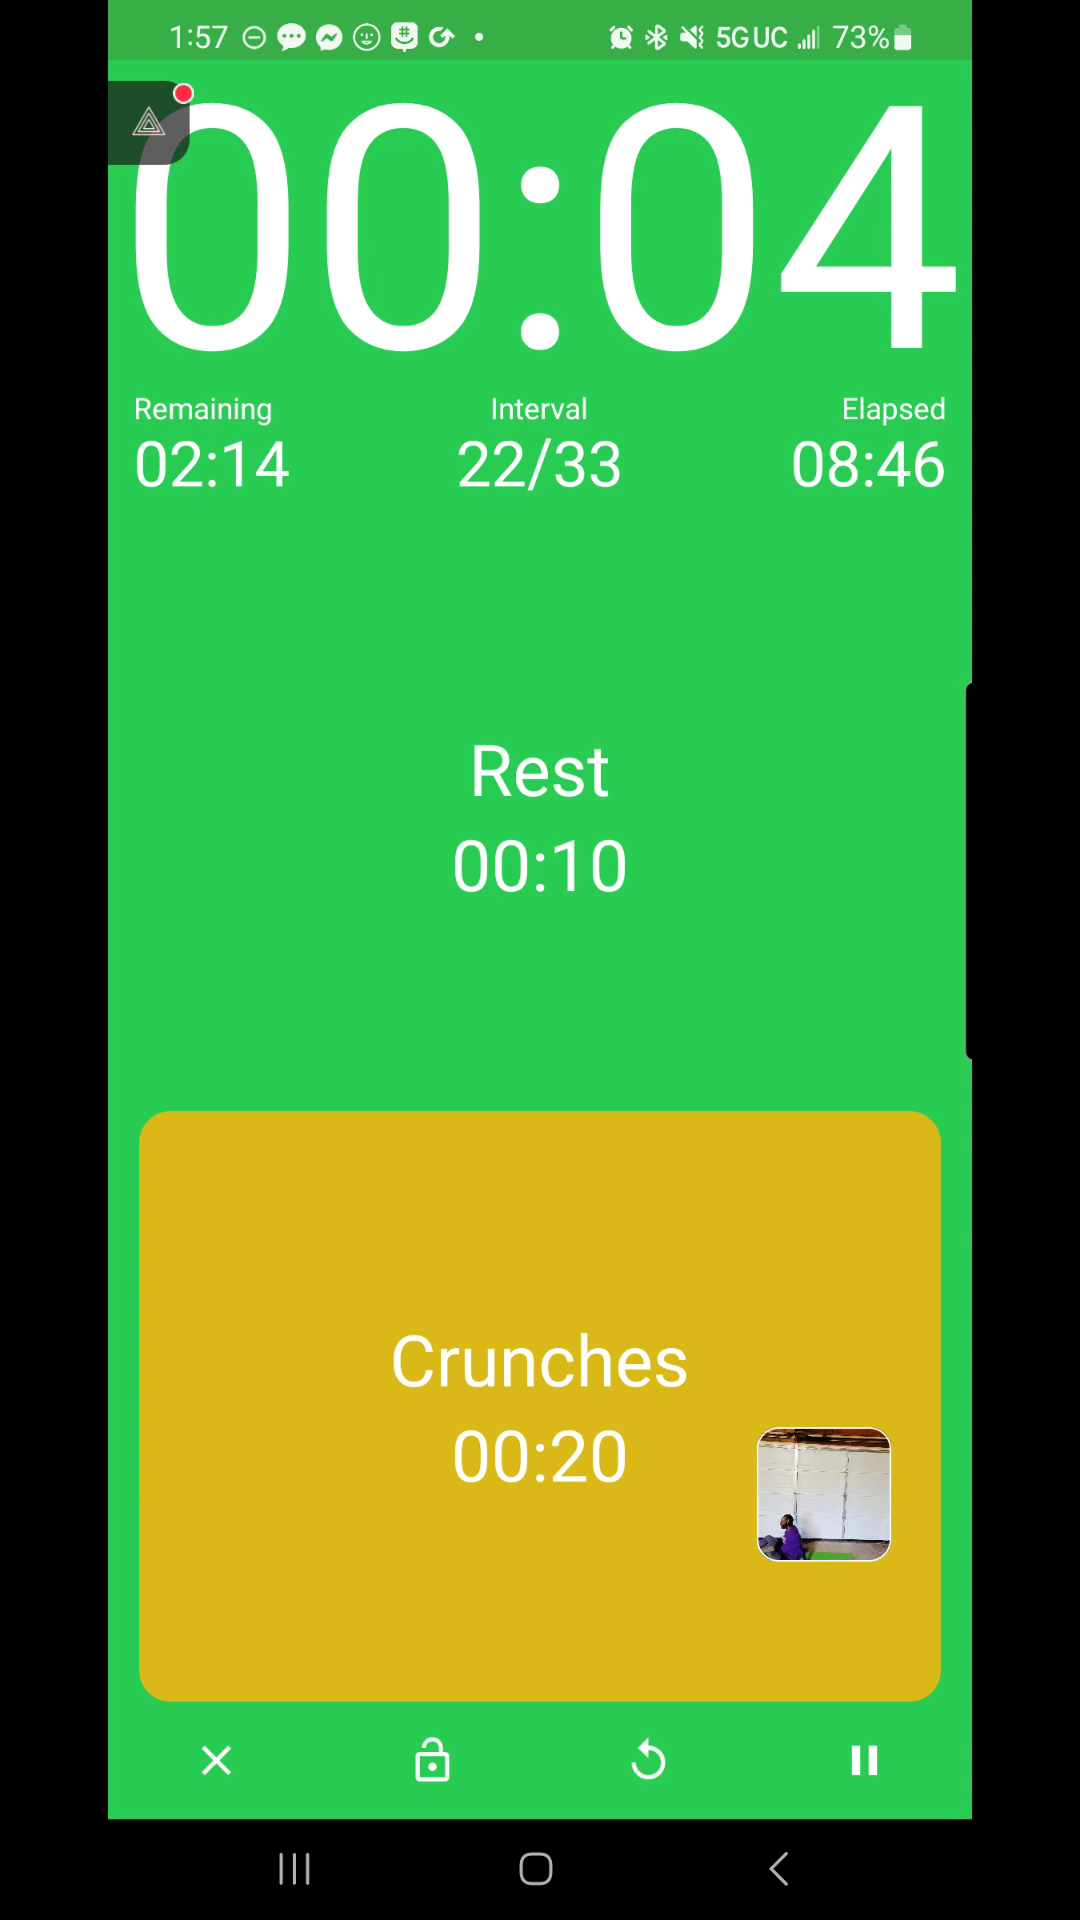 1:57 5G UC 73%
00:04
Remaining Interval Elapsed
02:14 22/33 08:46
Rest
00:10
Crunches
00:20